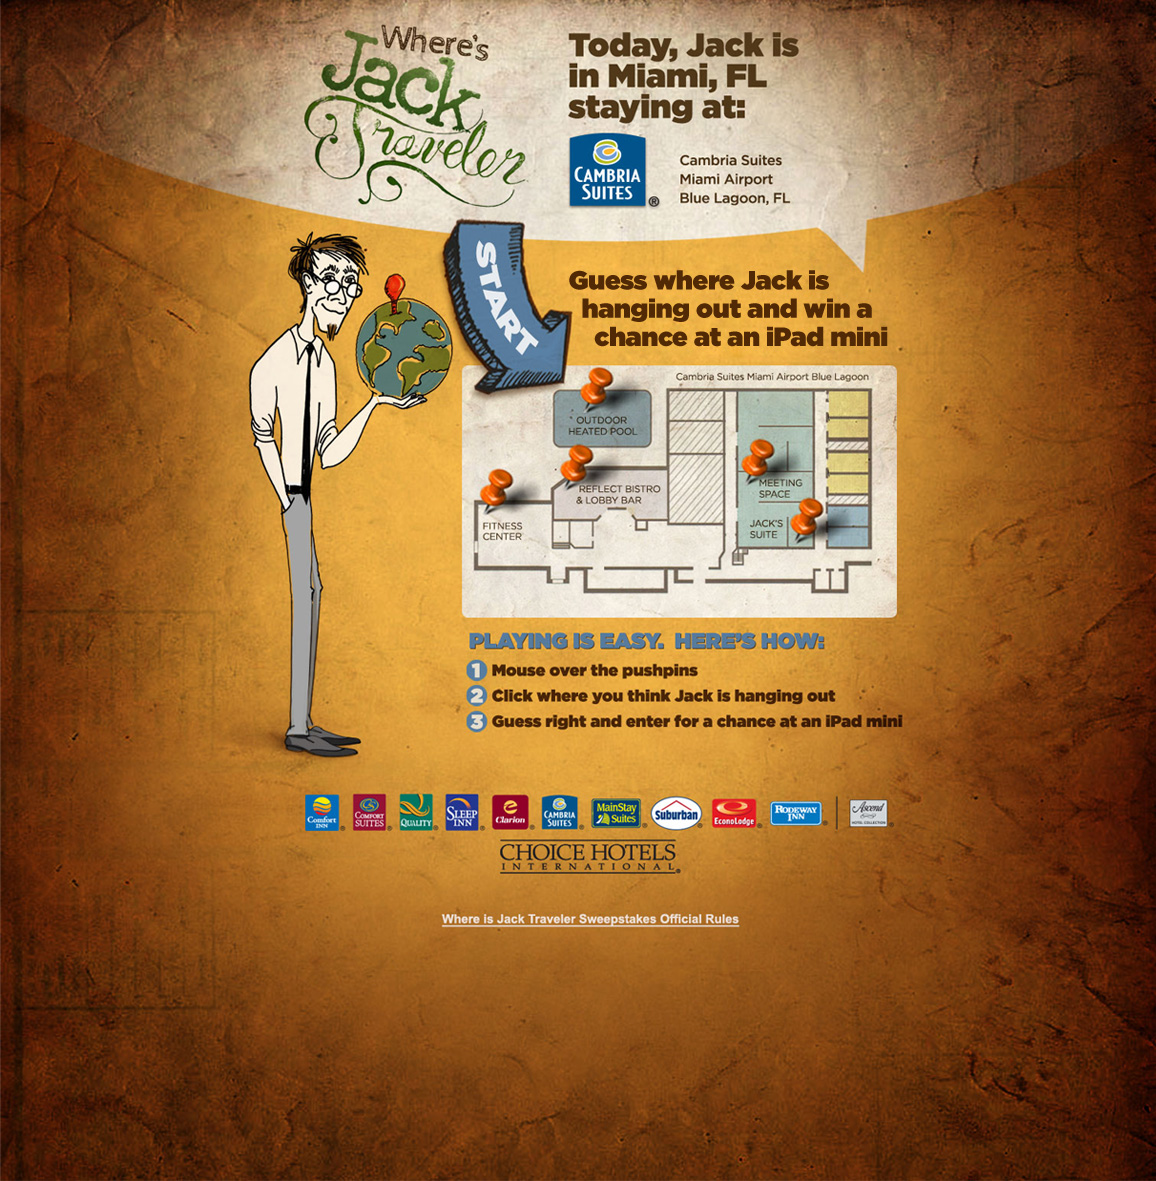 Where's
Jack
Traveler
Today, Jack is
in Miami, FL
staying at:
CAMBRIA
SUITES
®
Cambria Suites
Miami Airport
Blue Lagoon, FL
START
Guess where Jack is
hanging out and win a
chance at an iPad mini
Cambria Suites Miami Airport Blue Lagoon
OUTDOOR
HEATED POOL
REFLECT BISTRO
& LOBBY BAR
MEETING
SPACE
FITNESS
CENTER
JACK'S
SUITE
PLAYING IS EASY. HERE'S HOW:
1 Mouse over the pushpins
2 Click where you think Jack is hanging out
3 Guess right and enter for a chance at an iPad mini
Comfort
INN
COMFORT
SUITES
QUALITY
SLEEP
INN
Clarion
CAMBRIA
SUITES
MainStay
Suites
Suburban
EconoLodge
RODEWAY
INN
Ascend
HOTEL COLLECTION
CHOICE HOTELS
INTERNATIONAL®
Where is Jack Traveler Sweepstakes Official Rules